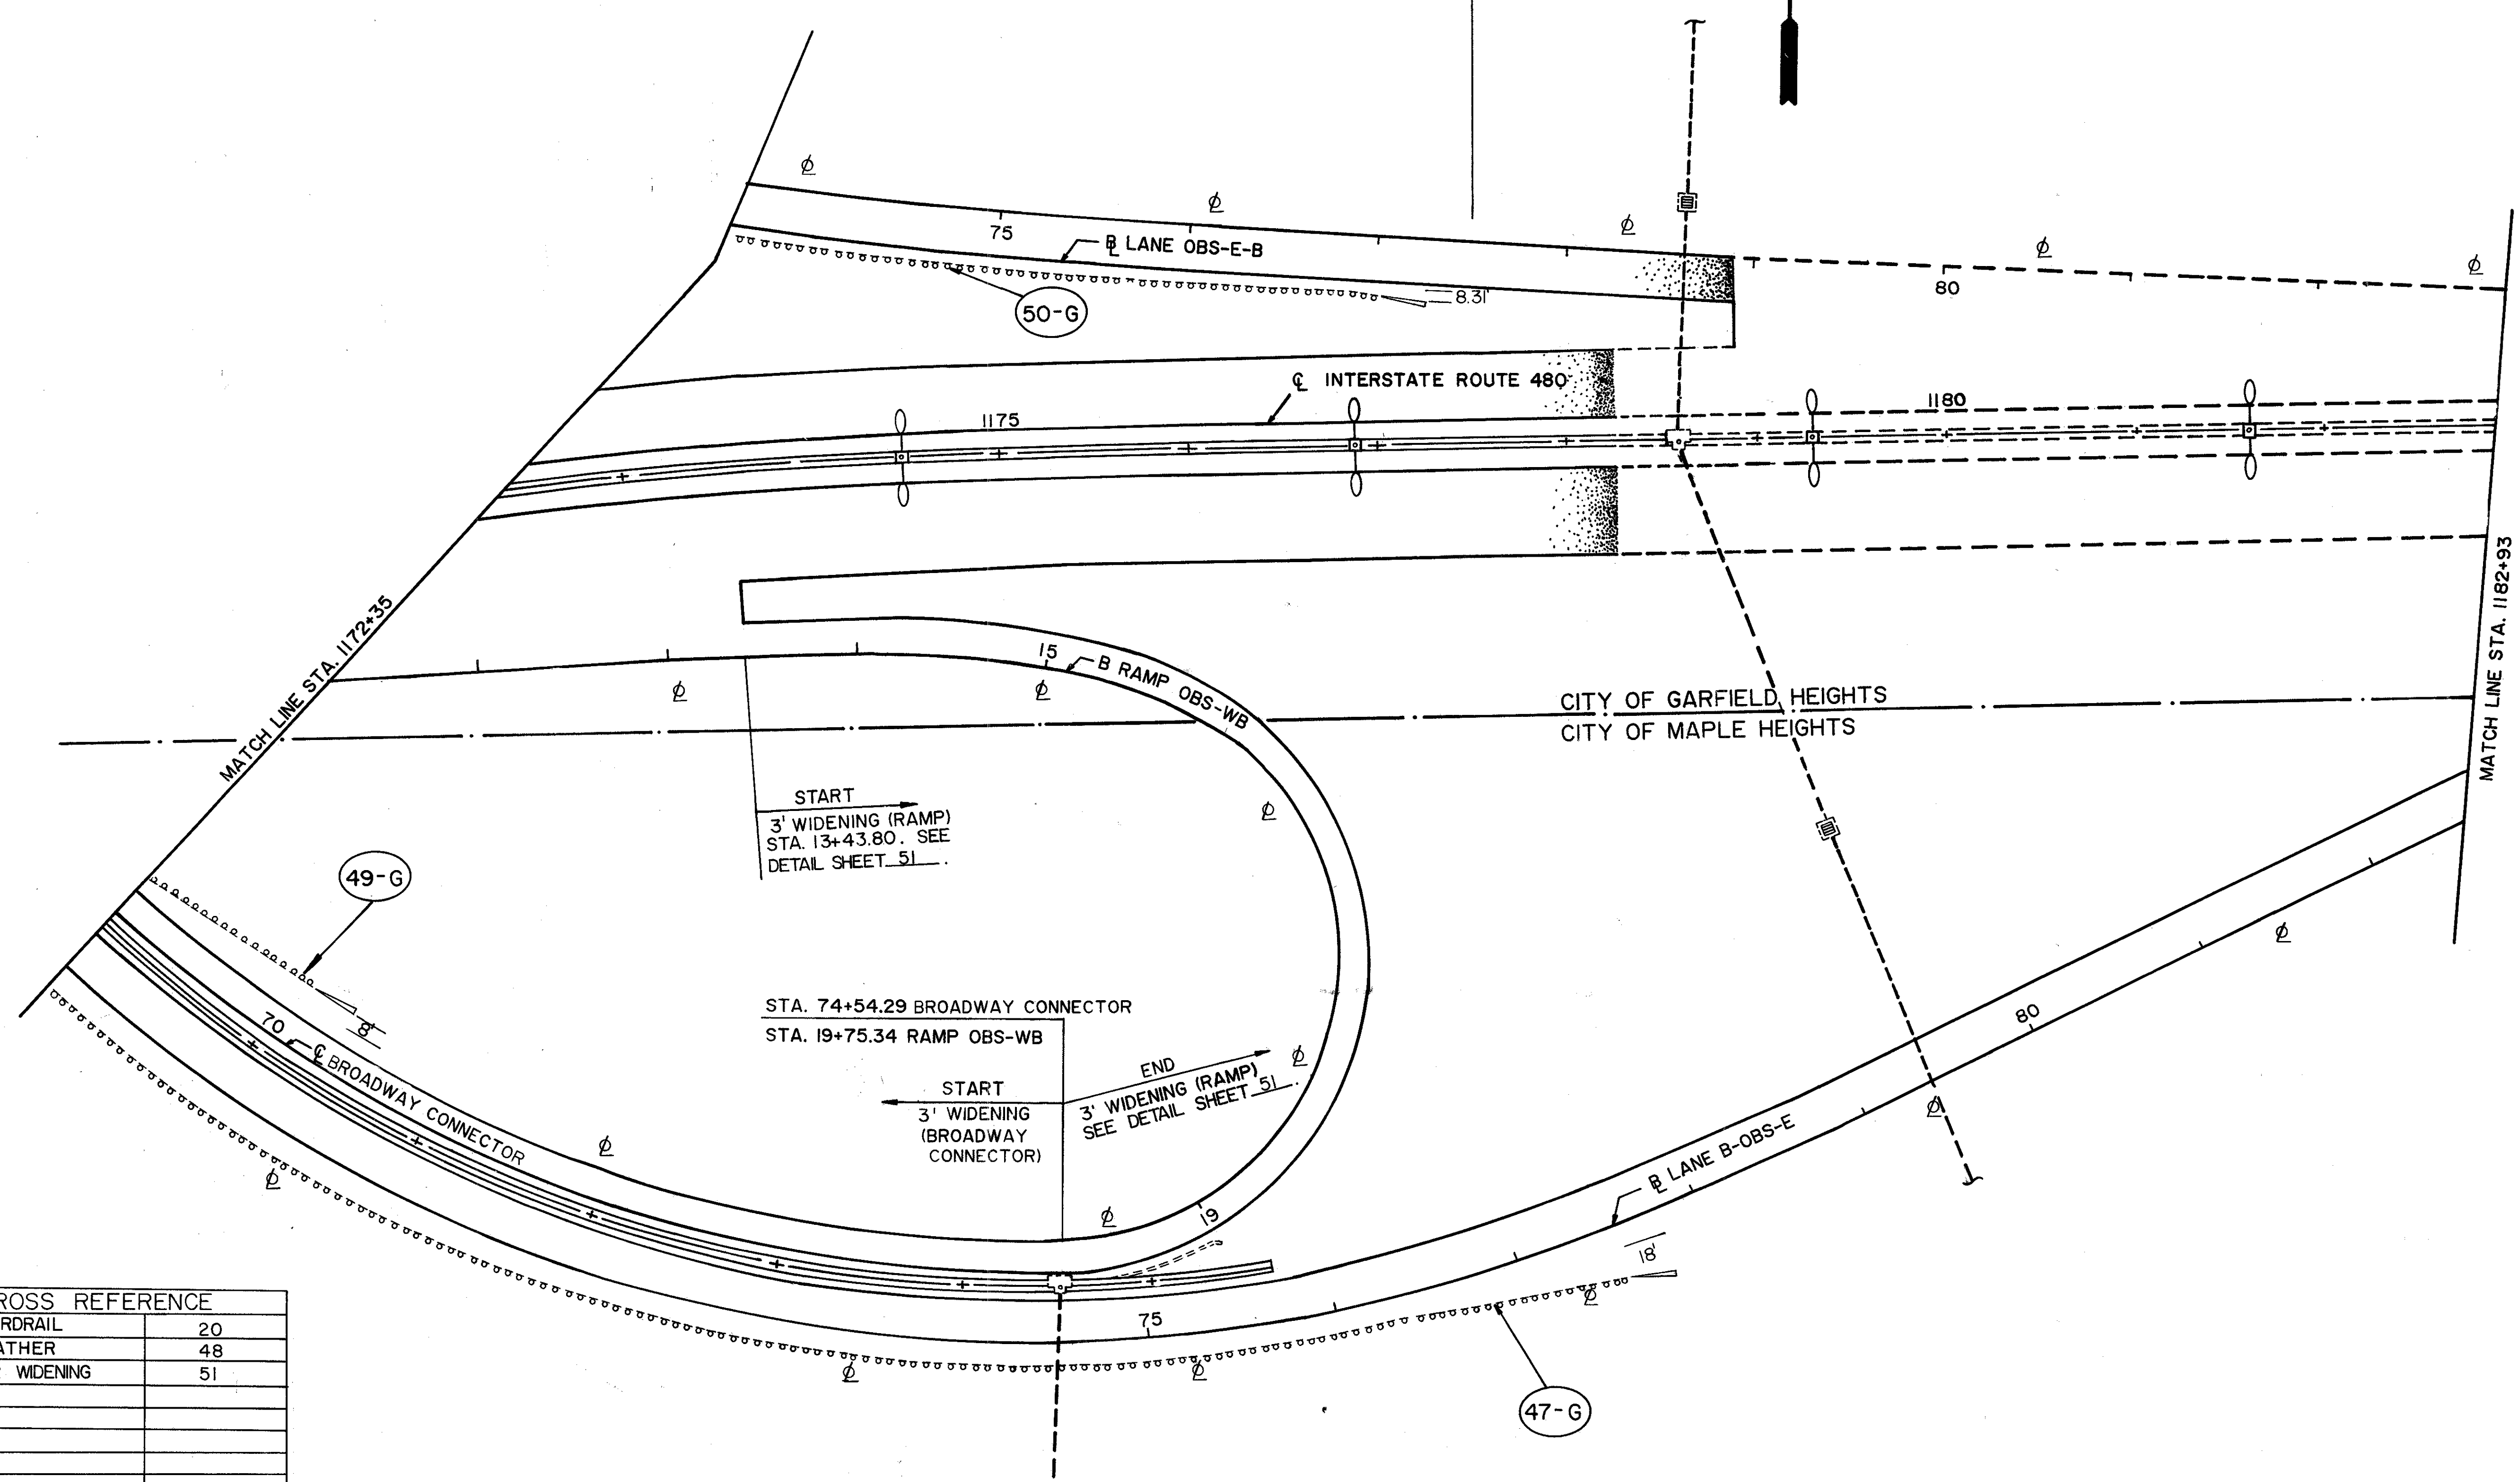 75
B LANE OBS-E-B
80
8.31'
50-G
℄ INTERSTATE ROUTE 480
1175
1180
MATCH LINE STA. 1172+35
MATCH LINE STA. 1182+93
15
B RAMP OBS-WB
CITY OF GARFIELD HEIGHTS
CITY OF MAPLE HEIGHTS
START
3' WIDENING (RAMP)
STA. 13+43.80. SEE
DETAIL SHEET 51.
49-G
8'
70
℄ BROADWAY CONNECTOR
STA. 74+54.29 BROADWAY CONNECTOR
STA. 19+75.34 RAMP OBS-WB
START
3' WIDENING
(BROADWAY
CONNECTOR)
END
3' WIDENING (RAMP)
SEE DETAIL SHEET 51.
19
80
B LANE B-OBS-E
18'
75
47-G
ROSS REFERENCE
RDRAIL 20
ATHER 48
WIDENING 51